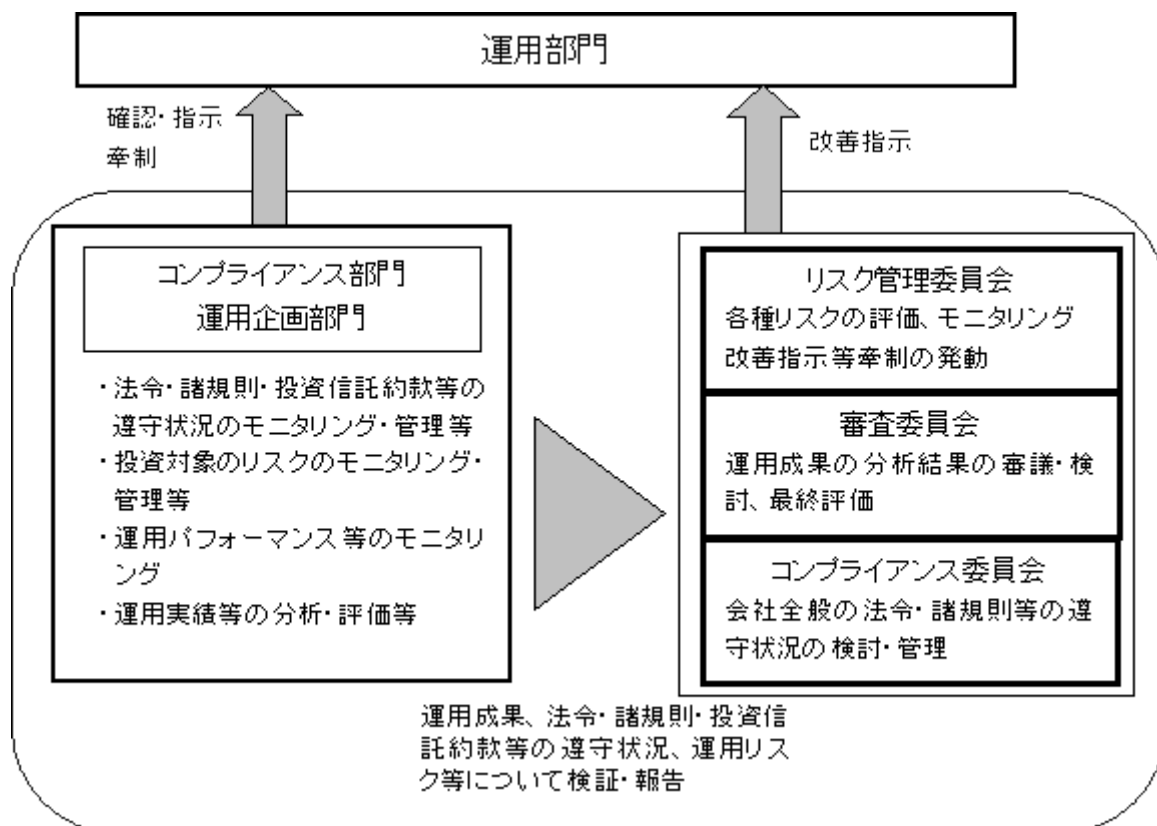 運用部門
確認・指示
牽制
改善指示
コンプライアンス部門
運用企画部門
・法令・諸規則・投資信託約款等の
遵守状況のモニタリング・管理等
・投資対象のリスクのモニタリング・
管理等
・運用パフォーマンス等のモニタリ
ング
・運用実績等の分析・評価等
リスク管理委員会
各種リスクの評価、モニタリング
改善指示等牽制の発動
審査委員会
運用成果の分析結果の審議・検
討、最終評価
コンプライアンス委員会
会社全般の法令・諸規則等の遵
守状況の検討・管理
運用成果、法令・諸規則・投資信
託約款等の遵守状況、運用リス
ク等について検証・報告